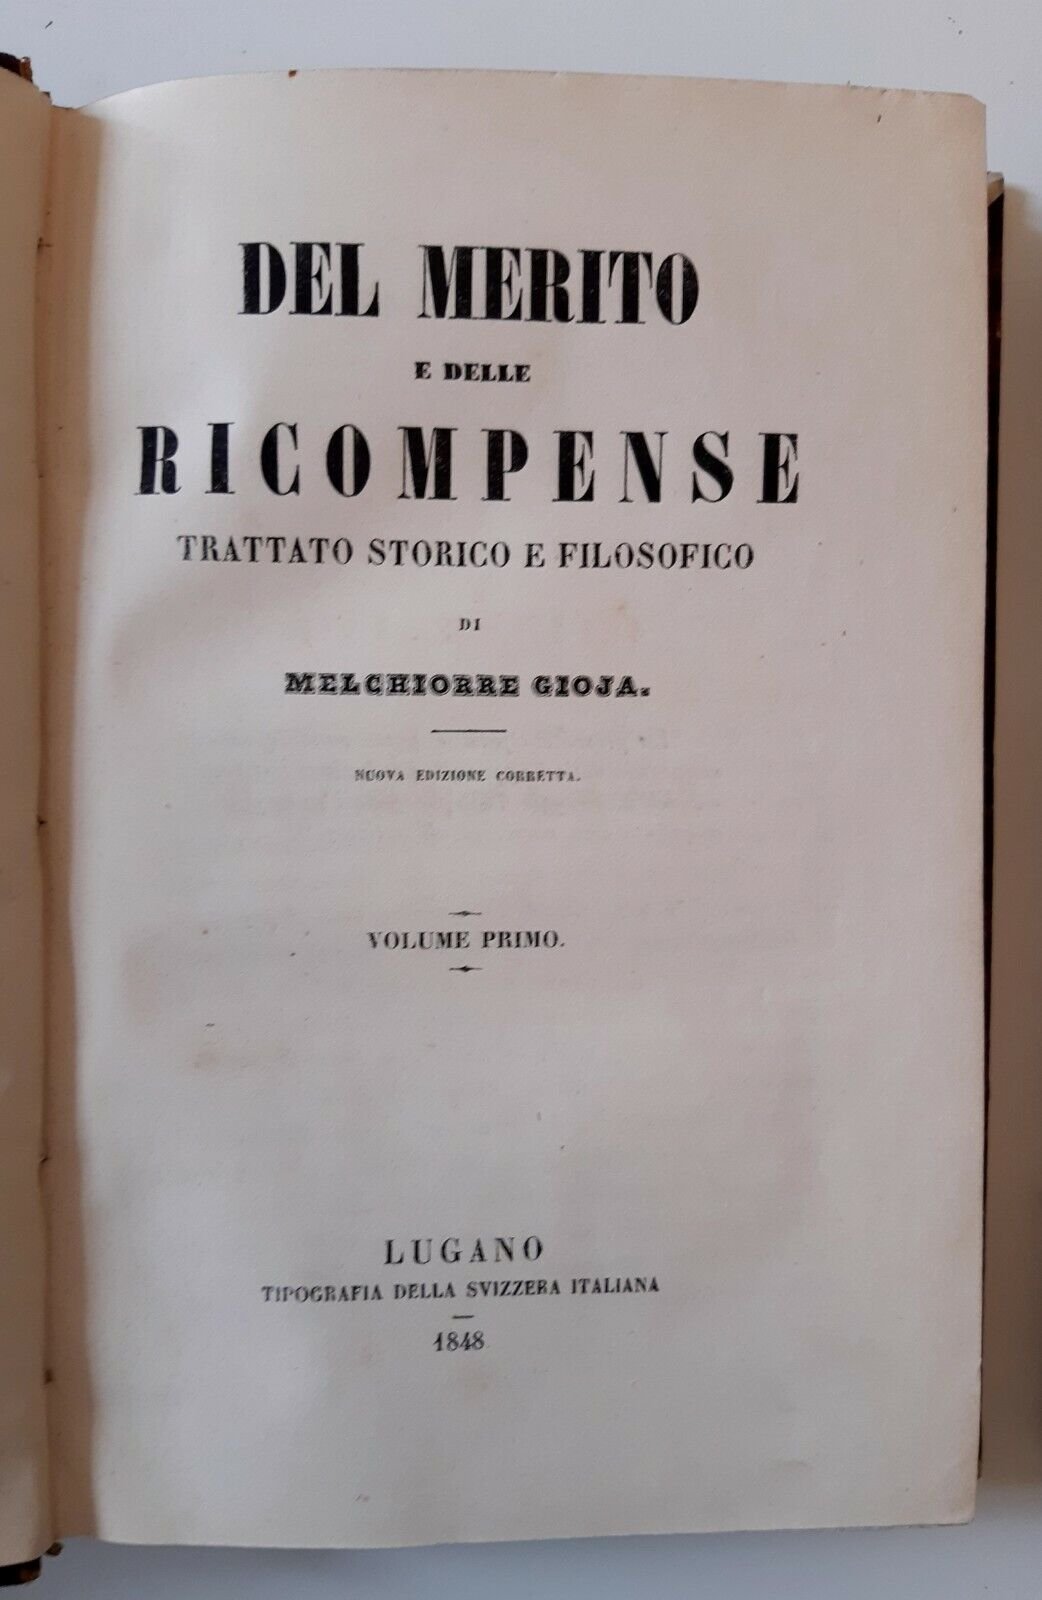 DEL MERITO
E DELLE
RICOMPENSE
TRATTATO STORICO E FILOSOFICO
DI
MELCHIORRE GIOJA.
NUOVA EDIZIONE CORRETTA.
VOLUME PRIMO.
LUGANO
TIPOGRAFIA DELLA SVIZZERA ITALIANA
1848